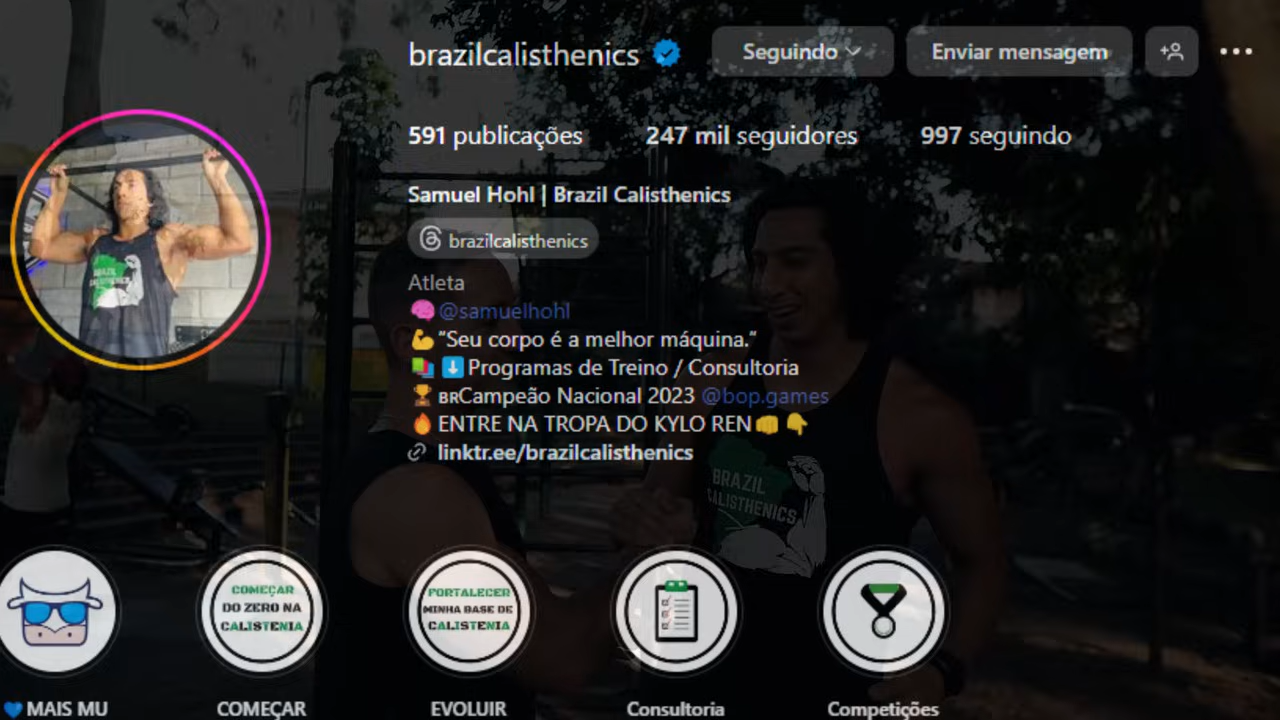 brazilcalisthenics
Seguindo
Enviar mensagem
591 publicações 247 mil seguidores 997 seguindo
Samuel Hohl | Brazil Calisthenics
brazilcalisthenics
Atleta
🧠@samuelhohl
💪"Seu corpo é a melhor máquina."
📚⬇️Programas de Treino / Consultoria
🏆BRCampeão Nacional 2023 @bop.games
🔥ENTRE NA TROPA DO KYLO REN👊👇
linktr.ee/brazilcalisthenics
BRAZIL
CALISTHENICS
BRAZIL
CALISTHENICS
COMEÇAR
DO ZERO NA
CALISTENIA
FORTALECER
MINHA BASE DE
CALISTENIA
💙 MAIS MU
COMEÇAR
EVOLUIR
Consultoria
Competições